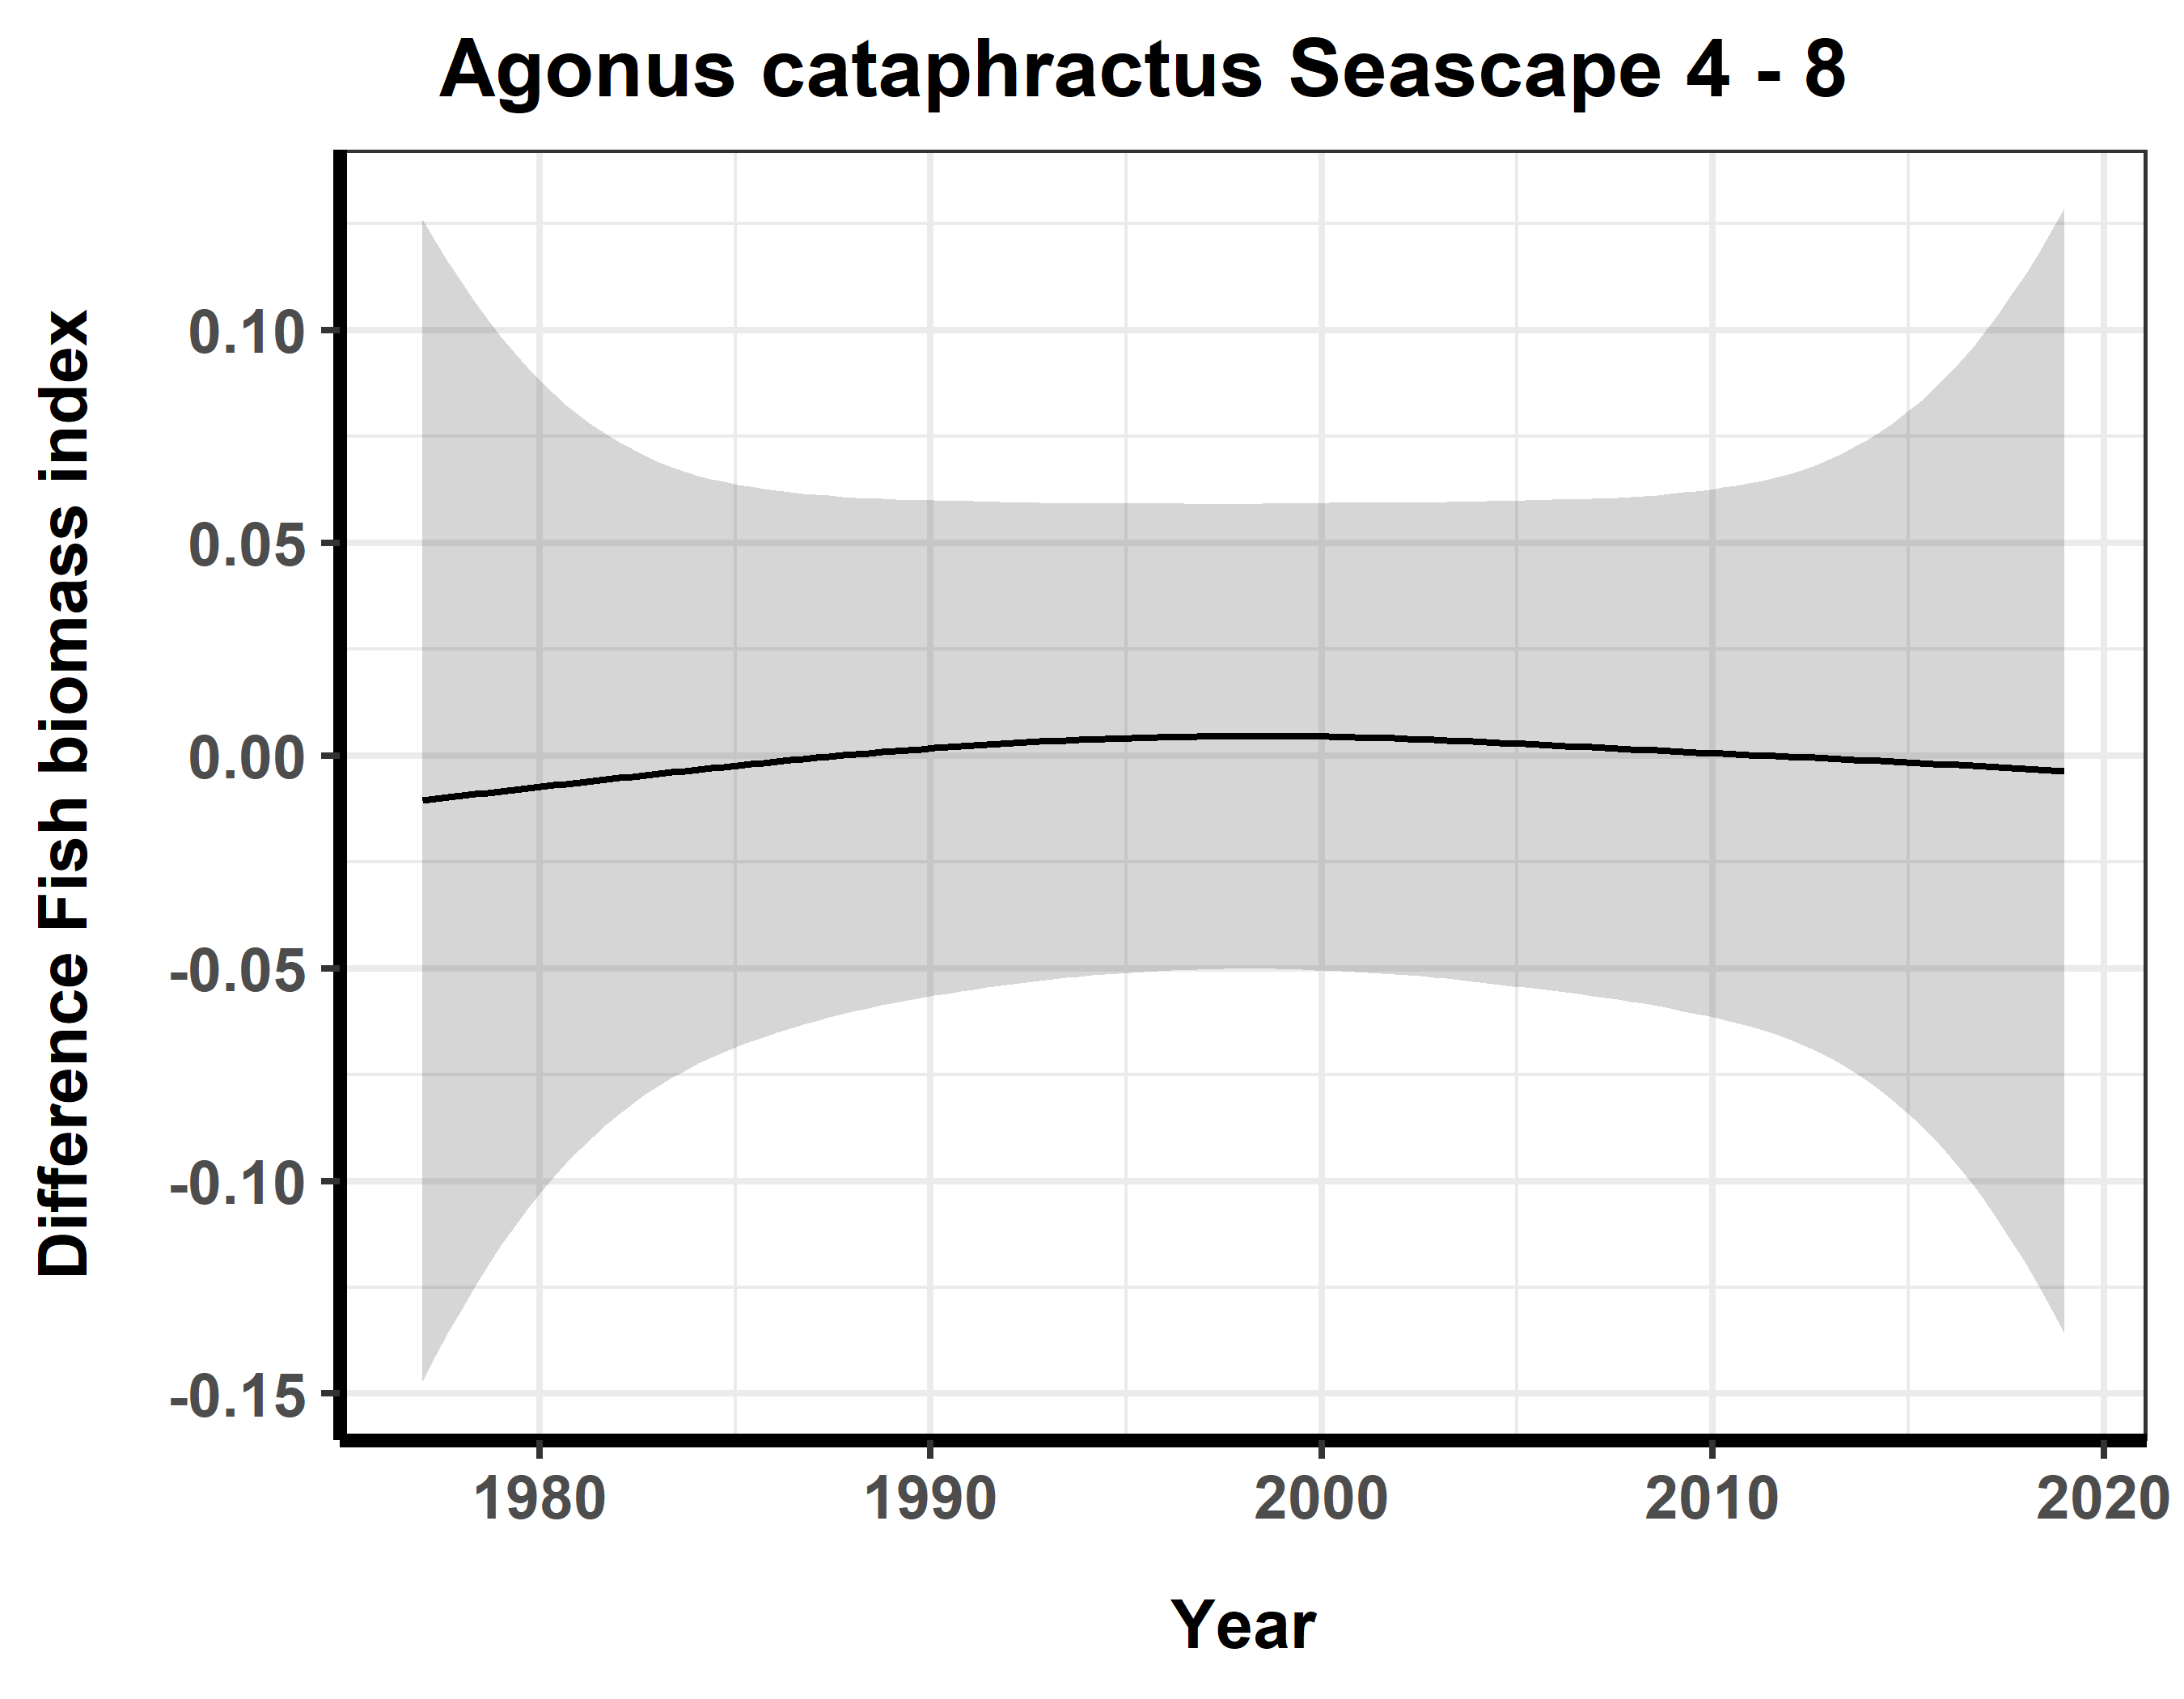 Agonus cataphractus Seascape 4 - 8
Difference Fish biomass index
0.10
0.05
0.00
-0.05
-0.10
-0.15
1980 1990 2000 2010 2020
Year